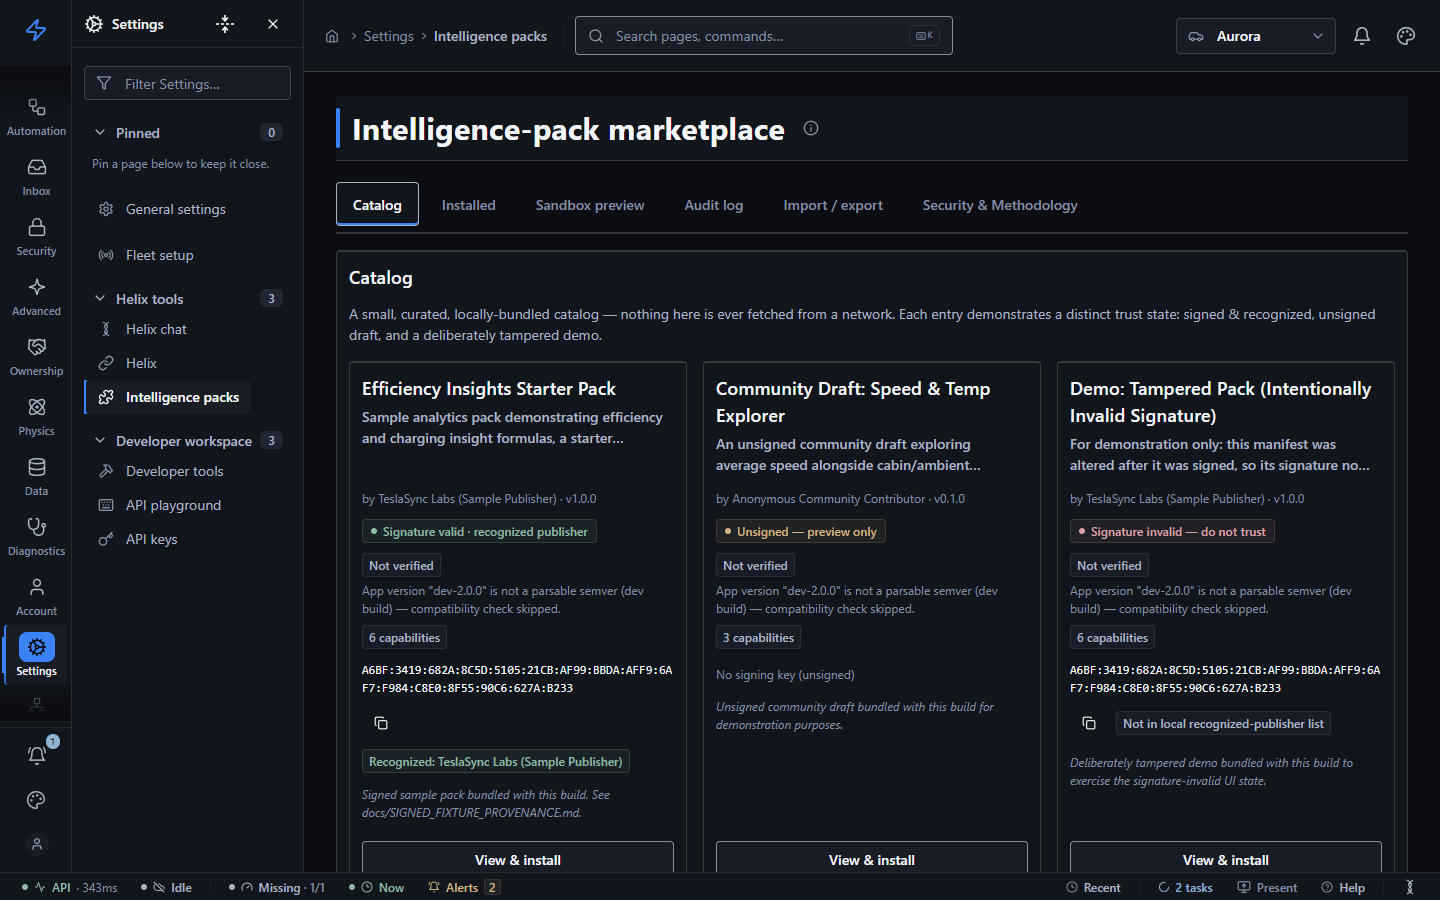 Settings
Settings
Intelligence packs
Search pages, commands...
K
Aurora
Automation
Inbox
Security
Advanced
Ownership
Physics
Data
Diagnostics
Account
Settings
1
Filter Settings...
Pinned
0
Pin a page below to keep it close.
General settings
Fleet setup
Helix tools
3
Helix chat
Helix
Intelligence packs
Developer workspace
3
Developer tools
API playground
API keys
Intelligence-pack marketplace
Catalog
Installed
Sandbox preview
Audit log
Import / export
Security & Methodology
Catalog
A small, curated, locally-bundled catalog — nothing here is ever fetched from a network. Each entry demonstrates a distinct trust state: signed & recognized, unsigned
draft, and a deliberately tampered demo.
Efficiency Insights Starter Pack
Sample analytics pack demonstrating efficiency
and charging insight formulas, a starter...
by TeslaSync Labs (Sample Publisher) · v1.0.0
Signature valid · recognized publisher
Not verified
App version "dev-2.0.0" is not a parsable semver (dev
build) — compatibility check skipped.
6 capabilities
A6BF:3419:682A:8C5D:5105:21CB:AF99:BBDA:AFF9:6A
F7:F984:C8E0:8F55:90C6:627A:B233
Recognized: TeslaSync Labs (Sample Publisher)
Signed sample pack bundled with this build. See
docs/SIGNED_FIXTURE_PROVENANCE.md.
View & install
Community Draft: Speed & Temp
Explorer
An unsigned community draft exploring
average speed alongside cabin/ambient...
by Anonymous Community Contributor · v0.1.0
Unsigned — preview only
Not verified
App version "dev-2.0.0" is not a parsable semver (dev
build) — compatibility check skipped.
3 capabilities
No signing key (unsigned)
Unsigned community draft bundled with this build for
demonstration purposes.
View & install
Demo: Tampered Pack (Intentionally
Invalid Signature)
For demonstration only: this manifest was
altered after it was signed, so its signature no...
by TeslaSync Labs (Sample Publisher) · v1.0.0
Signature invalid — do not trust
Not verified
App version "dev-2.0.0" is not a parsable semver (dev
build) — compatibility check skipped.
6 capabilities
A6BF:3419:682A:8C5D:5105:21CB:AF99:BBDA:AFF9:6A
F7:F984:C8E0:8F55:90C6:627A:B233
Not in local recognized-publisher list
Deliberately tampered demo bundled with this build to
exercise the signature-invalid UI state.
View & install
API · 343ms
Idle
Missing · 1/1
Now
Alerts 2
Recent
2 tasks
Present
Help